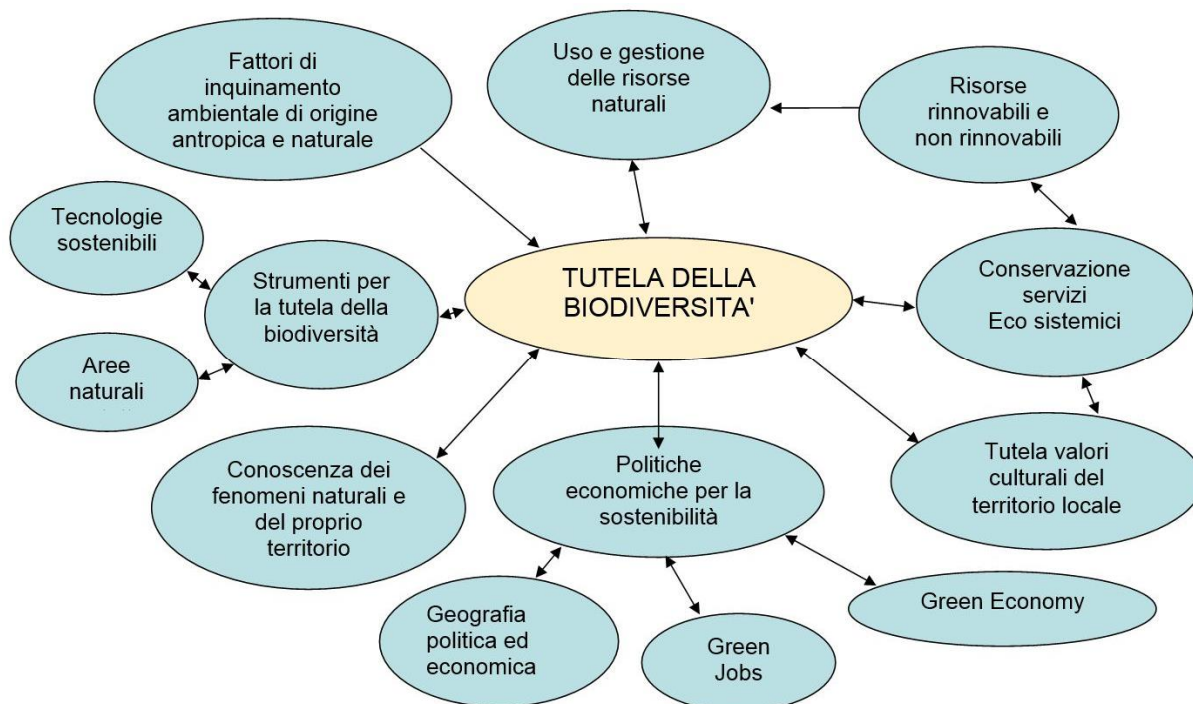 Fattori di
inquinamento
ambientale di origine
antropica e naturale
Uso e gestione
delle risorse
naturali
Risorse
rinnovabili e
non rinnovabili
Tecnologie
sostenibili
Strumenti per
la tutela della
biodiversità
TUTELA DELLA
BIODIVERSITA'
Conservazione
servizi
Eco sistemici
Aree
naturali
Conoscenza dei
fenomeni naturali e
del proprio
territorio
Politiche
economiche per la
sostenibilità
Tutela valori
culturali del
territorio locale
Geografia
politica ed
economica
Green
Jobs
Green Economy